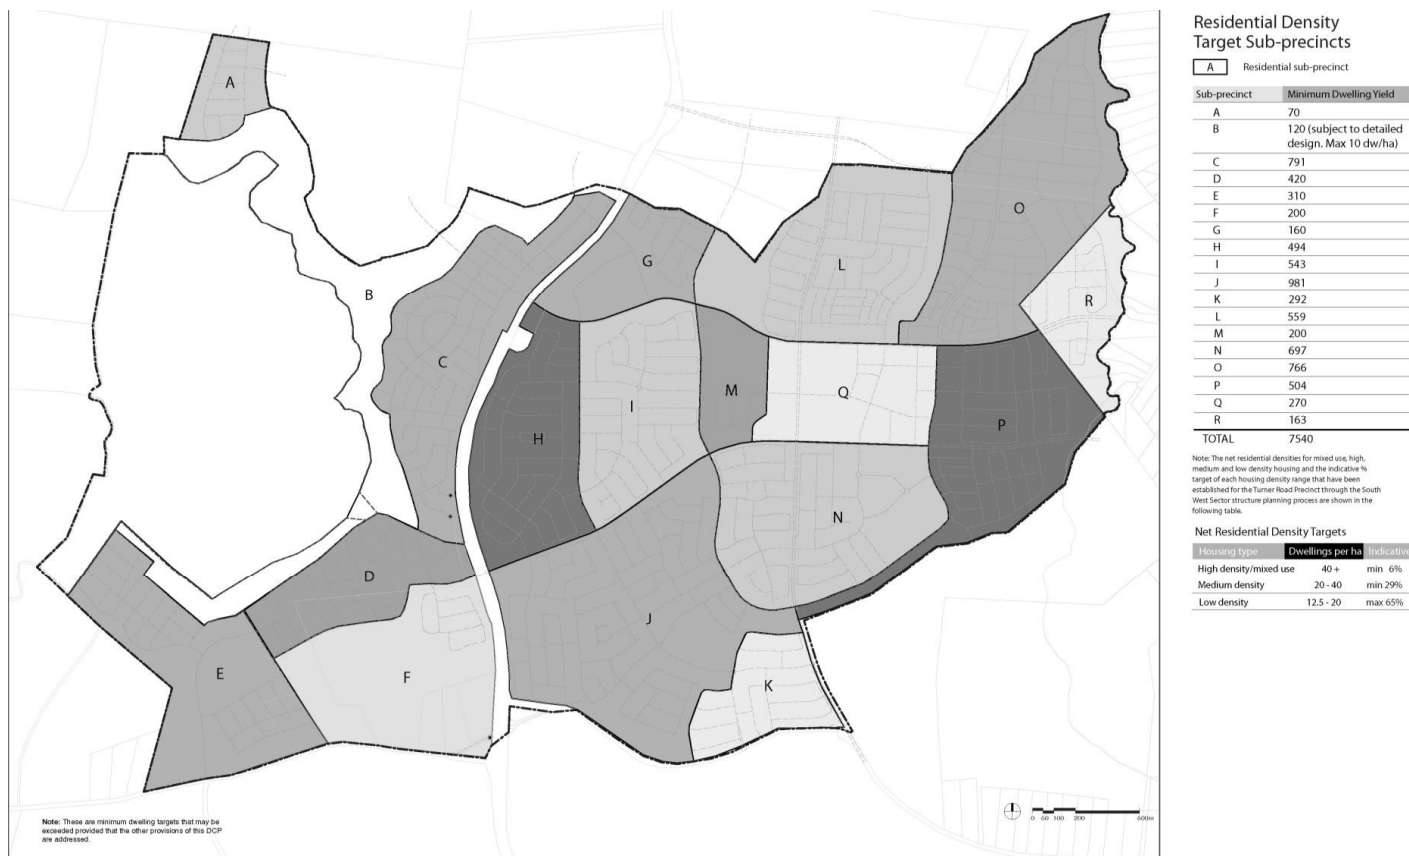 Residential Density
Target Sub-precincts
A Residential sub-precinct
Sub-precinct Minimum Dwelling Yield
A 70
B 120 (subject to detailed
design. Max 10 dw/ha)
C 791
D 420
E 310
F 200
G 160
H 494
I 543
J 981
K 292
L 559
M 200
N 697
O 766
P 504
Q 270
R 163
TOTAL 7540
Note: The net residential densities for mixed use, high,
medium and low density housing and the indicative %
target of each housing density range that have been
established for the Turner Road Precinct through the South
West Sector structure planning process are shown in the
following table.
Net Residential Density Targets
Housing type Dwellings per ha Indicative
High density/mixed use 40 + min 6%
Medium density 20 - 40 min 29%
Low density 12.5 - 20 max 65%
A
B
C
D
E
F
G
H
I
J
K
L
M
N
O
P
Q
R
Note: These are minimum dwelling targets that may be
exceeded provided that the other provisions of this DCP
are addressed.
0 50 100 200 500m